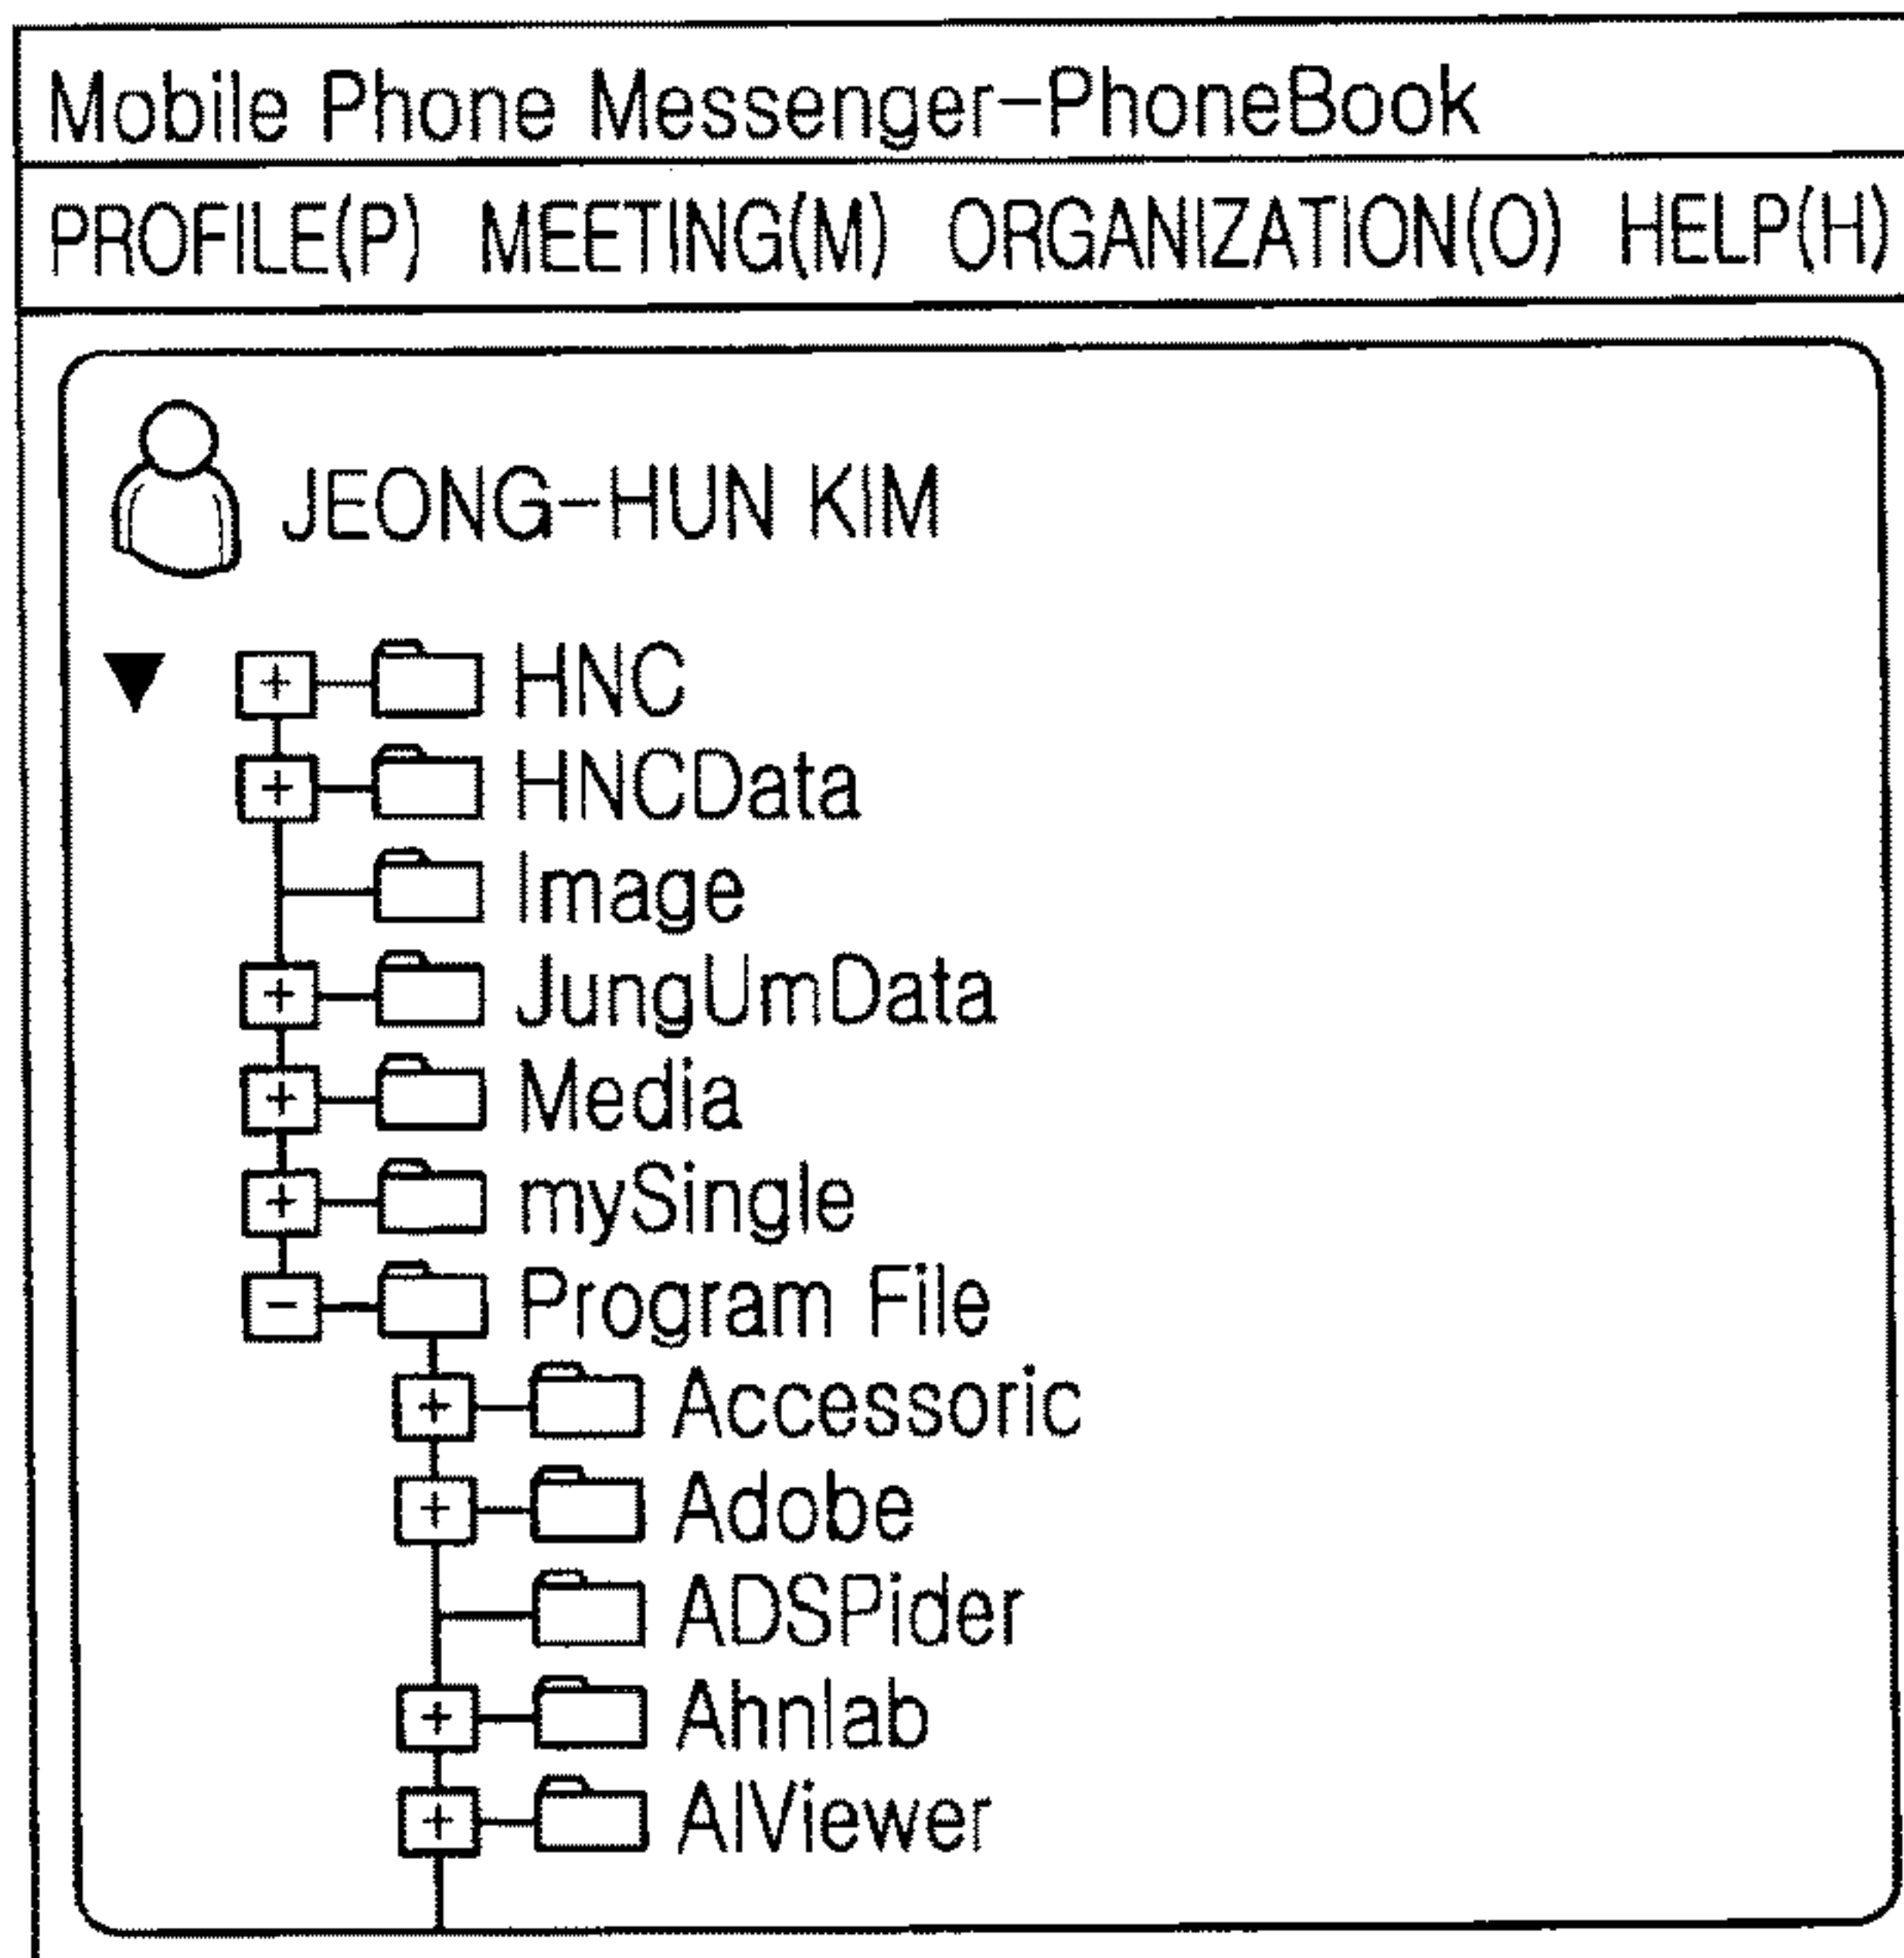 Mobile Phone Messenger-PhoneBook
PROFILE(P) MEETING(M) ORGANIZATION(O) HELP(H)
JEONG-HUN KIM
HNC
HNCData
Image
JungUmData
Media
mySingle
Program File
Accessoric
Adobe
ADSPider
Ahnlab
AIViewer